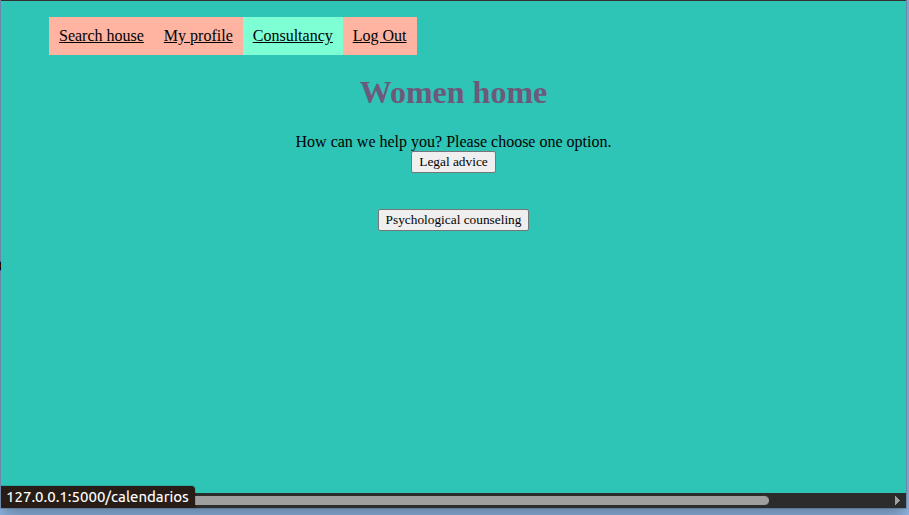 Search house My profile Consultancy Log Out
Women home
How can we help you? Please choose one option.
Legal advice
Psychological counseling
127.0.0.1:5000/calendarios